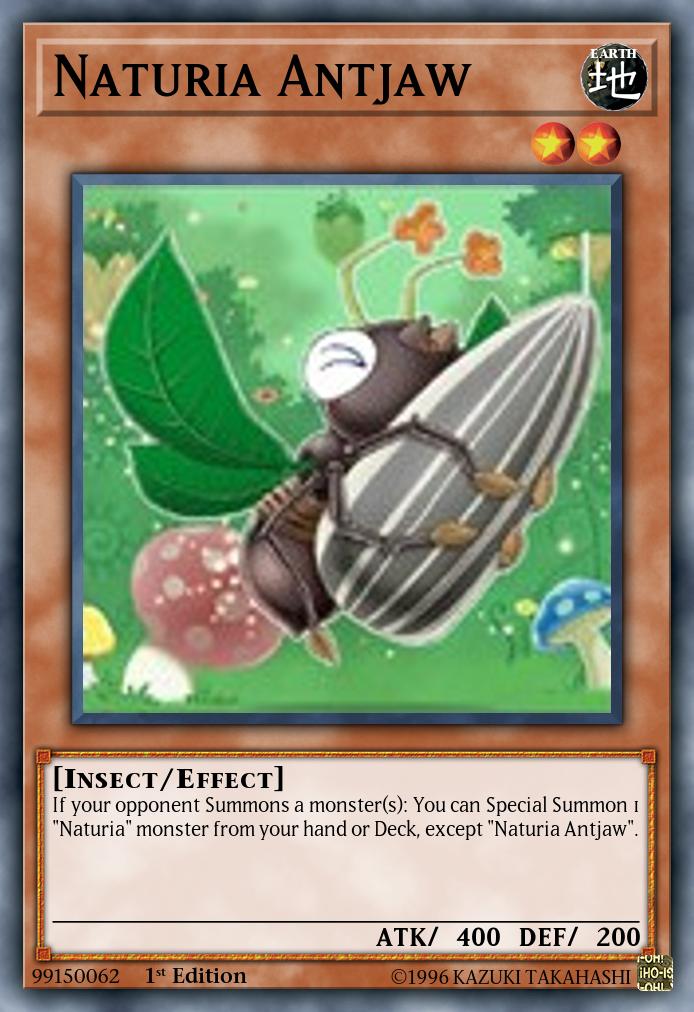 Naturia Antjaw
EARTH
地
[Insect/Effect]
If your opponent Summons a monster(s): You can Special Summon 1
"Naturia" monster from your hand or Deck, except "Naturia Antjaw".
ATK/ 400 DEF/ 200
99150062 1st Edition ©1996 KAZUKI TAKAHASHI